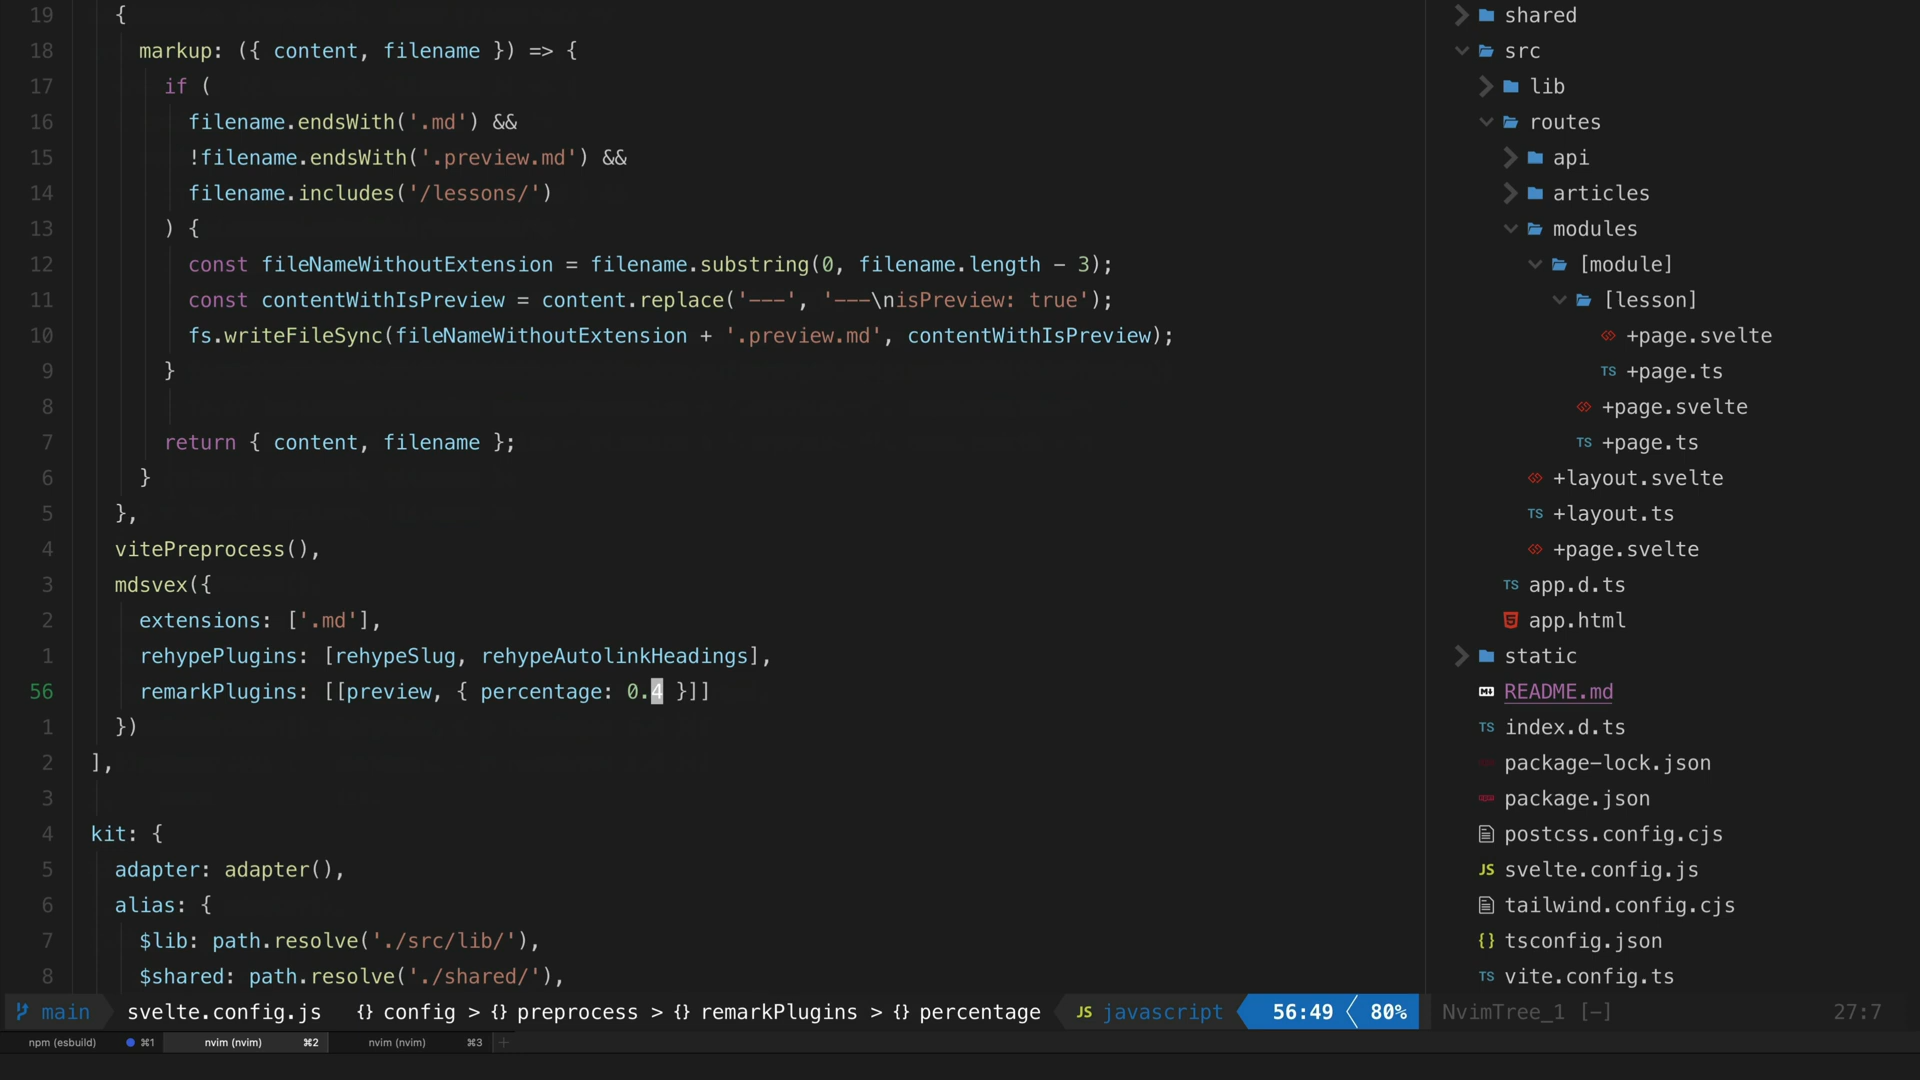 19 {
18 markup: ({ content, filename }) => {
17 if (
16 filename.endsWith('.md') &&
15 !filename.endsWith('.preview.md') &&
14 filename.includes('/lessons/')
13 ) {
12 const fileNameWithoutExtension = filename.substring(0, filename.length - 3);
11 const contentWithIsPreview = content.replace('---', '---\nisPreview: true');
10 fs.writeFileSync(fileNameWithoutExtension + '.preview.md', contentWithIsPreview);
9 }
8
7 return { content, filename };
6 }
5 },
4 vitePreprocess(),
3 mdsvex({
2 extensions: ['.md'],
1 rehypePlugins: [rehypeSlug, rehypeAutolinkHeadings],
56 remarkPlugins: [[preview, { percentage: 0.4 }]]
1 })
2 ],
3
4 kit: {
5 adapter: adapter(),
6 alias: {
7 $lib: path.resolve('./src/lib/'),
8 $shared: path.resolve('./shared/'),
shared
src
lib
routes
api
articles
modules
[module]
[lesson]
+page.svelte
TS +page.ts
+page.svelte
TS +page.ts
+layout.svelte
TS +layout.ts
+page.svelte
TS app.d.ts
app.html
static
README.md
TS index.d.ts
package-lock.json
package.json
postcss.config.cjs
JS svelte.config.js
tailwind.config.cjs
{} tsconfig.json
TS vite.config.ts
main svelte.config.js {} config > {} preprocess > {} remarkPlugins > {} percentage JS javascript 56:49 80% NvimTree_1 [-] 27:7
npm (esbuild) ⌘1 nvim (nvim) ⌘2 nvim (nvim) ⌘3 +